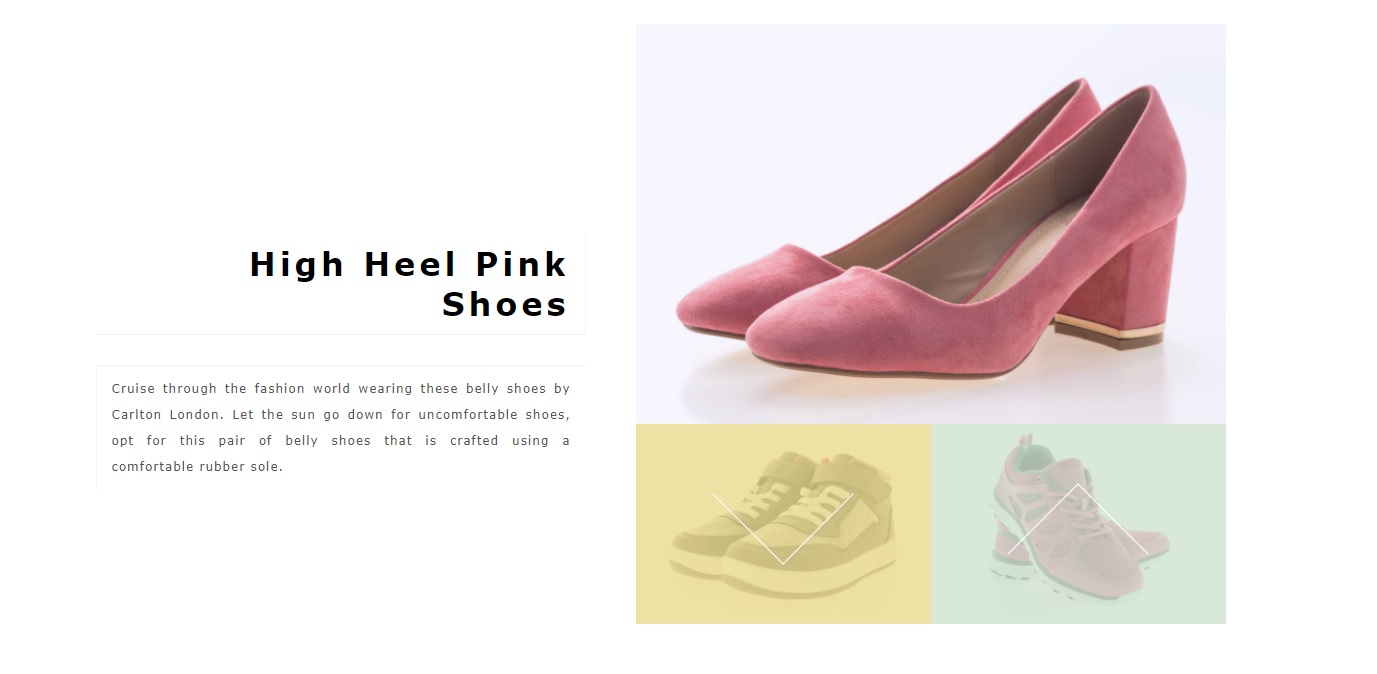 High Heel Pink
Shoes
Cruise through the fashion world wearing these belly shoes by
Carlton London. Let the sun go down for uncomfortable shoes,
opt for this pair of belly shoes that is crafted using a
comfortable rubber sole.